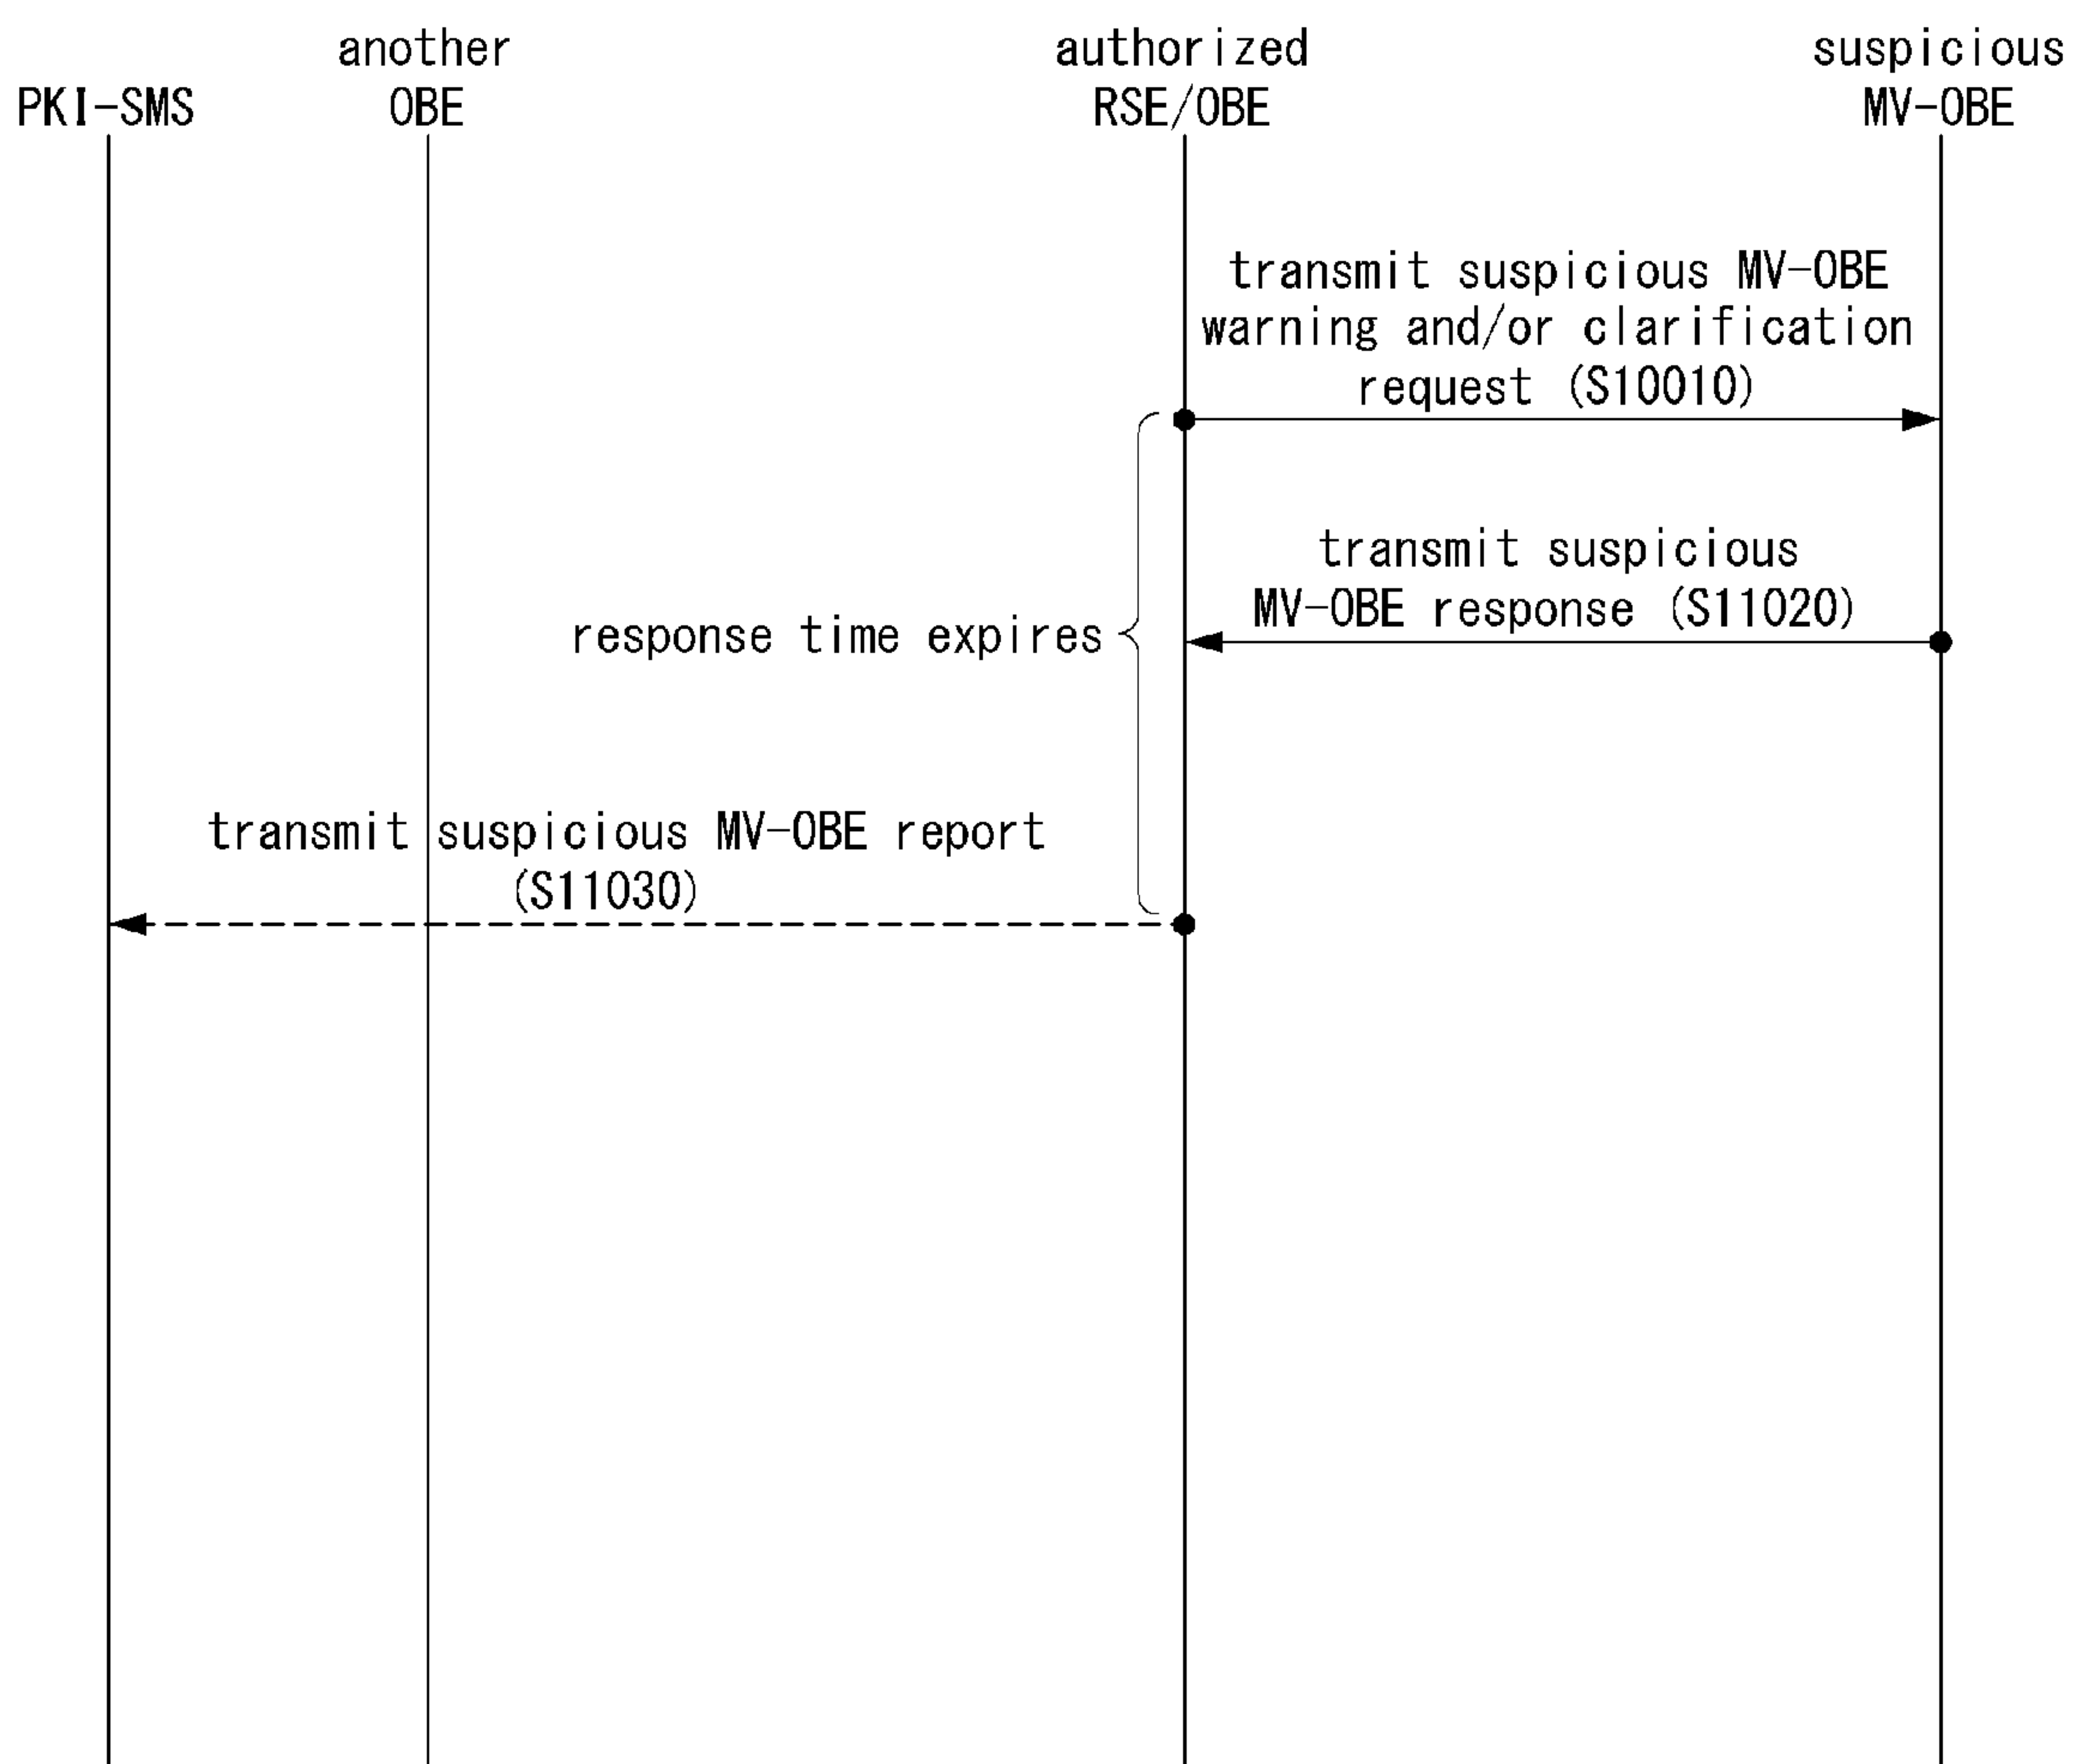 another
PKI-SMS
OBE
authorized
RSE/OBE
suspicious
MV-OBE
transmit suspicious MV-OBE
warning and/or clarification
request (S10010)
transmit suspicious
MV-OBE response (S11020)
response time expires
transmit suspicious MV-OBE report
(S11030)